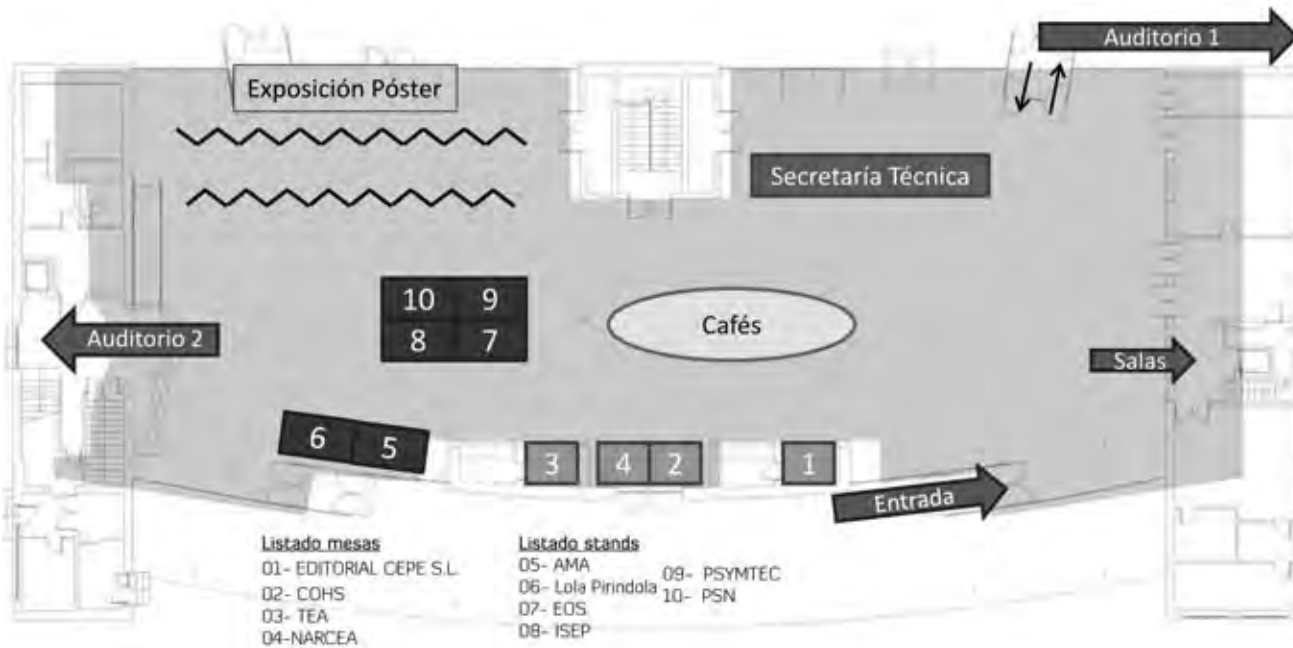 Auditorio 1
Exposición Póster
Secretaría Técnica
10 9
8 7
Cafés
Auditorio 2
Salas
6 5
3
4 2
1
Entrada
Listado mesas
01- EDITORIAL CEPE S.L.
02- COHS
03- TEA
04-NARCEA
Listado stands
05- AMA
06- Lola Pirindola
07- EOS
08- ISEP
09- PSYMTEC
10- PSN